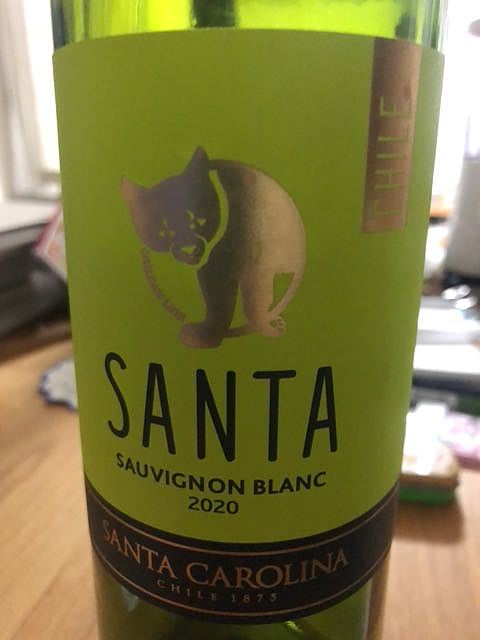 CHILE
SANTA
SAUVIGNON BLANC
2020
SANTA CAROLINA
CHILE 1875